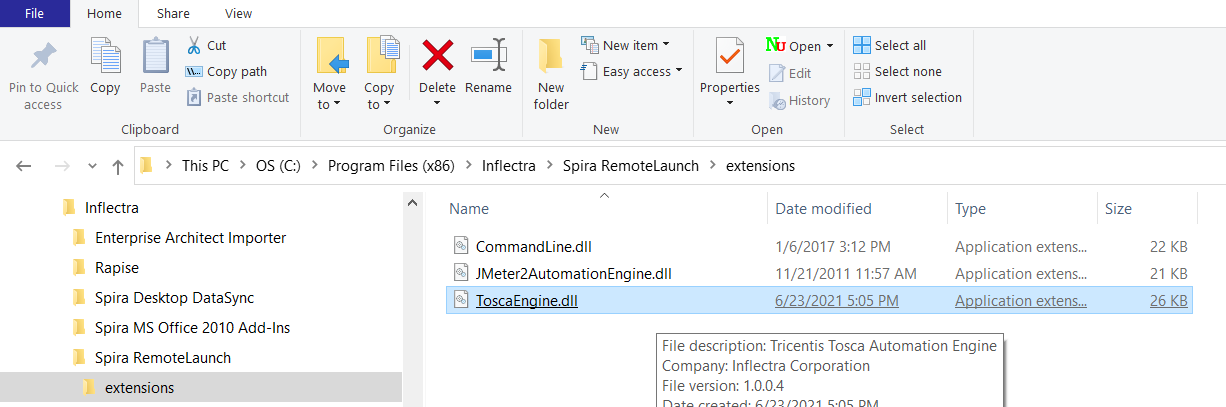 File Home Share View
Pin to Quick access
Copy
Paste
Cut
Copy path
Paste shortcut
Clipboard
Move to
Copy to
Delete
Rename
Organize
New folder
New item
Easy access
New
Properties
Open
Edit
History
Open
Select all
Select none
Invert selection
Select
This PC > OS (C:) > Program Files (x86) > Inflectra > Spira RemoteLaunch > extensions
Inflectra
Enterprise Architect Importer
Rapise
Spira Desktop DataSync
Spira MS Office 2010 Add-Ins
Spira RemoteLaunch
extensions
Name Date modified Type Size
CommandLine.dll 1/6/2017 3:12 PM Application extens... 22 KB
JMeter2AutomationEngine.dll 11/21/2011 11:57 AM Application extens... 21 KB
ToscaEngine.dll 6/23/2021 5:05 PM Application extens... 26 KB
File description: Tricentis Tosca Automation Engine
Company: Inflectra Corporation
File version: 1.0.0.4
Date created: 6/23/2021 5:05 PM